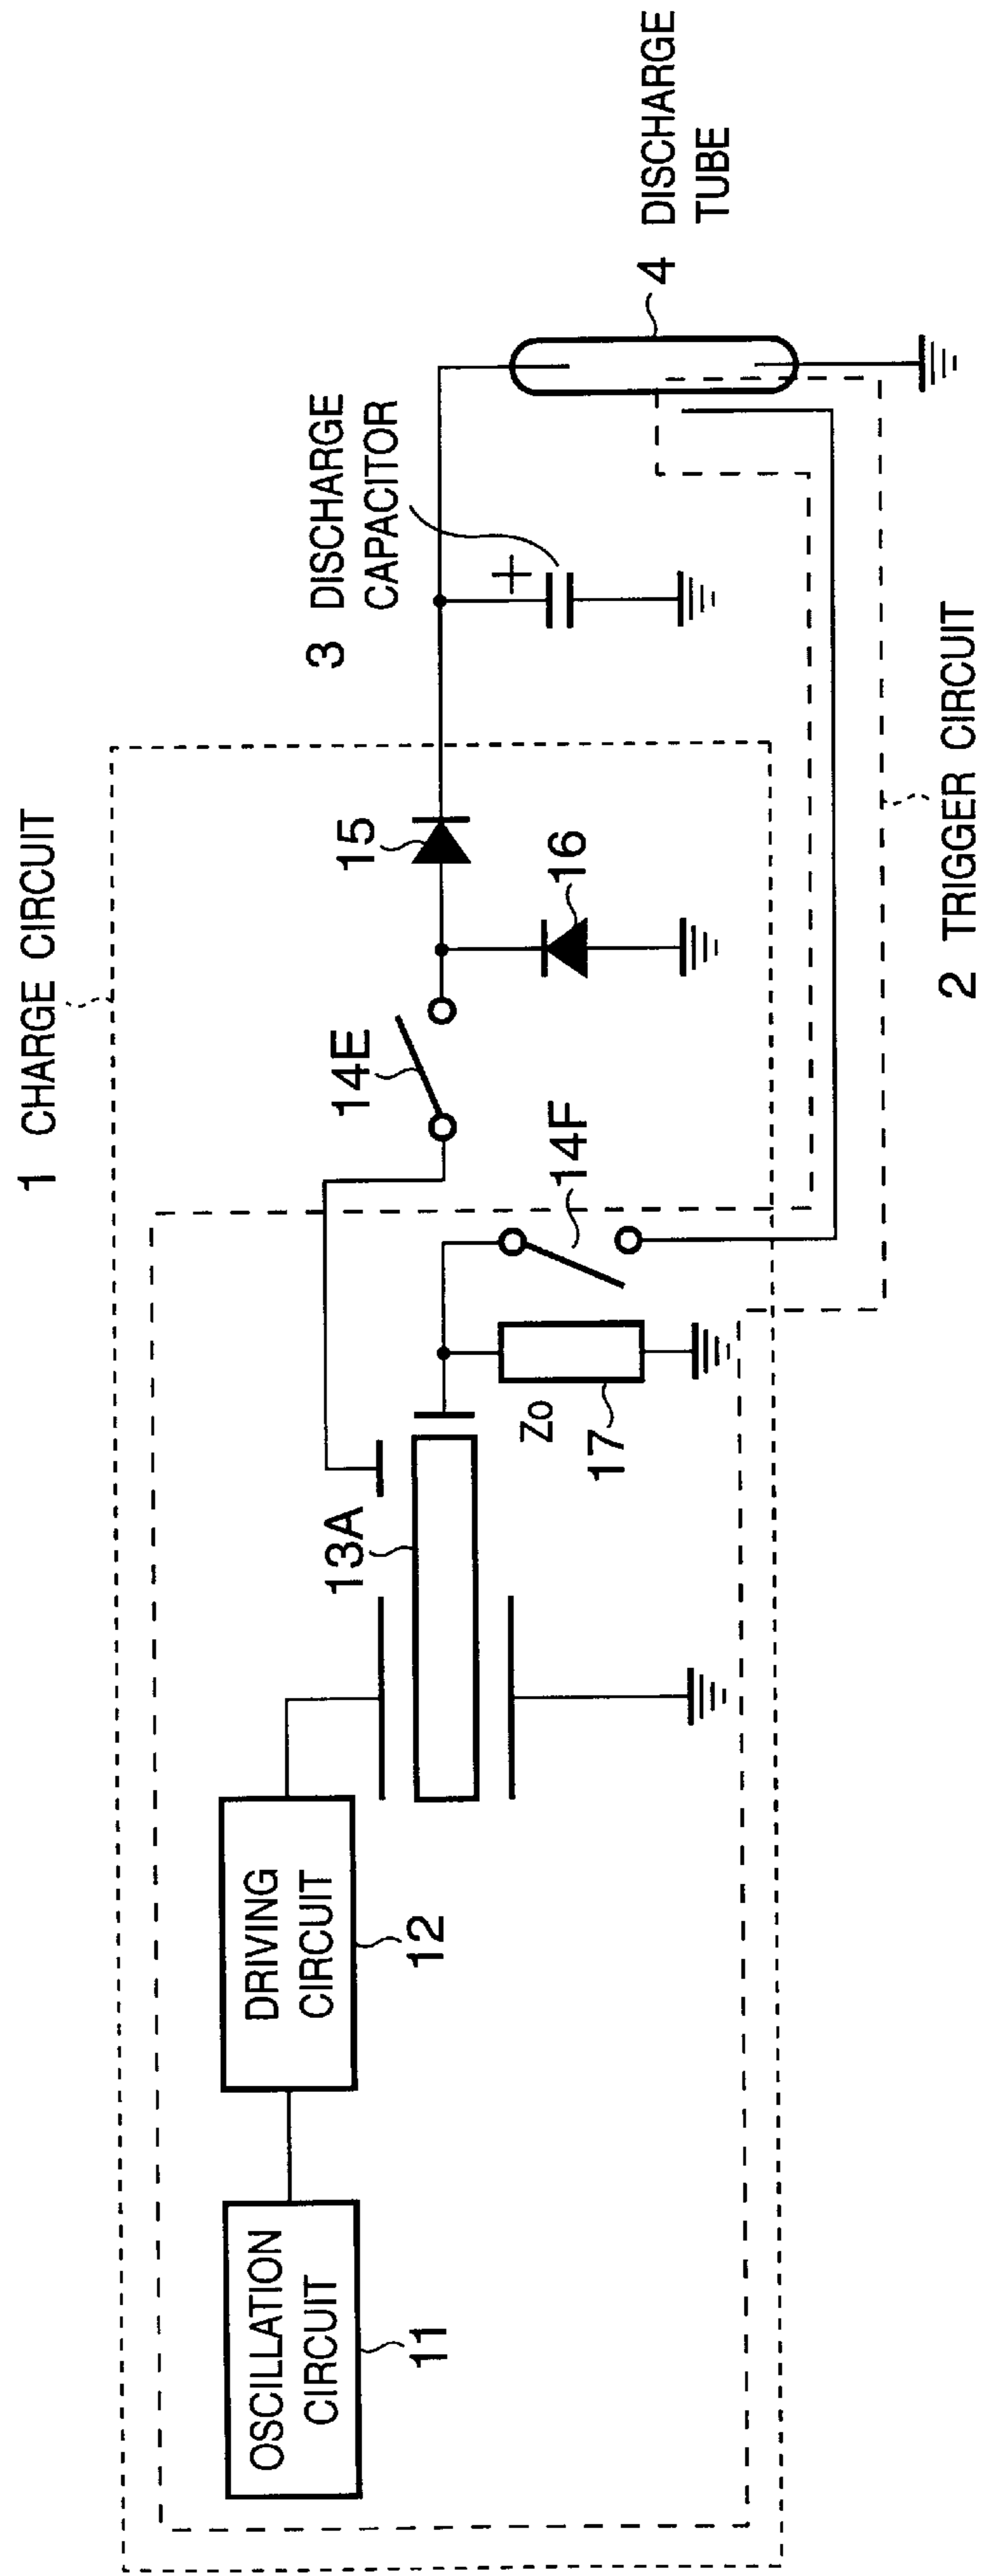 1 CHARGE CIRCUIT
OSCILLATION
CIRCUIT
11
DRIVING
CIRCUIT
12
13A
Zo
17
14E
14F
15
16
3 DISCHARGE
CAPACITOR
+
4 DISCHARGE
TUBE
2 TRIGGER CIRCUIT